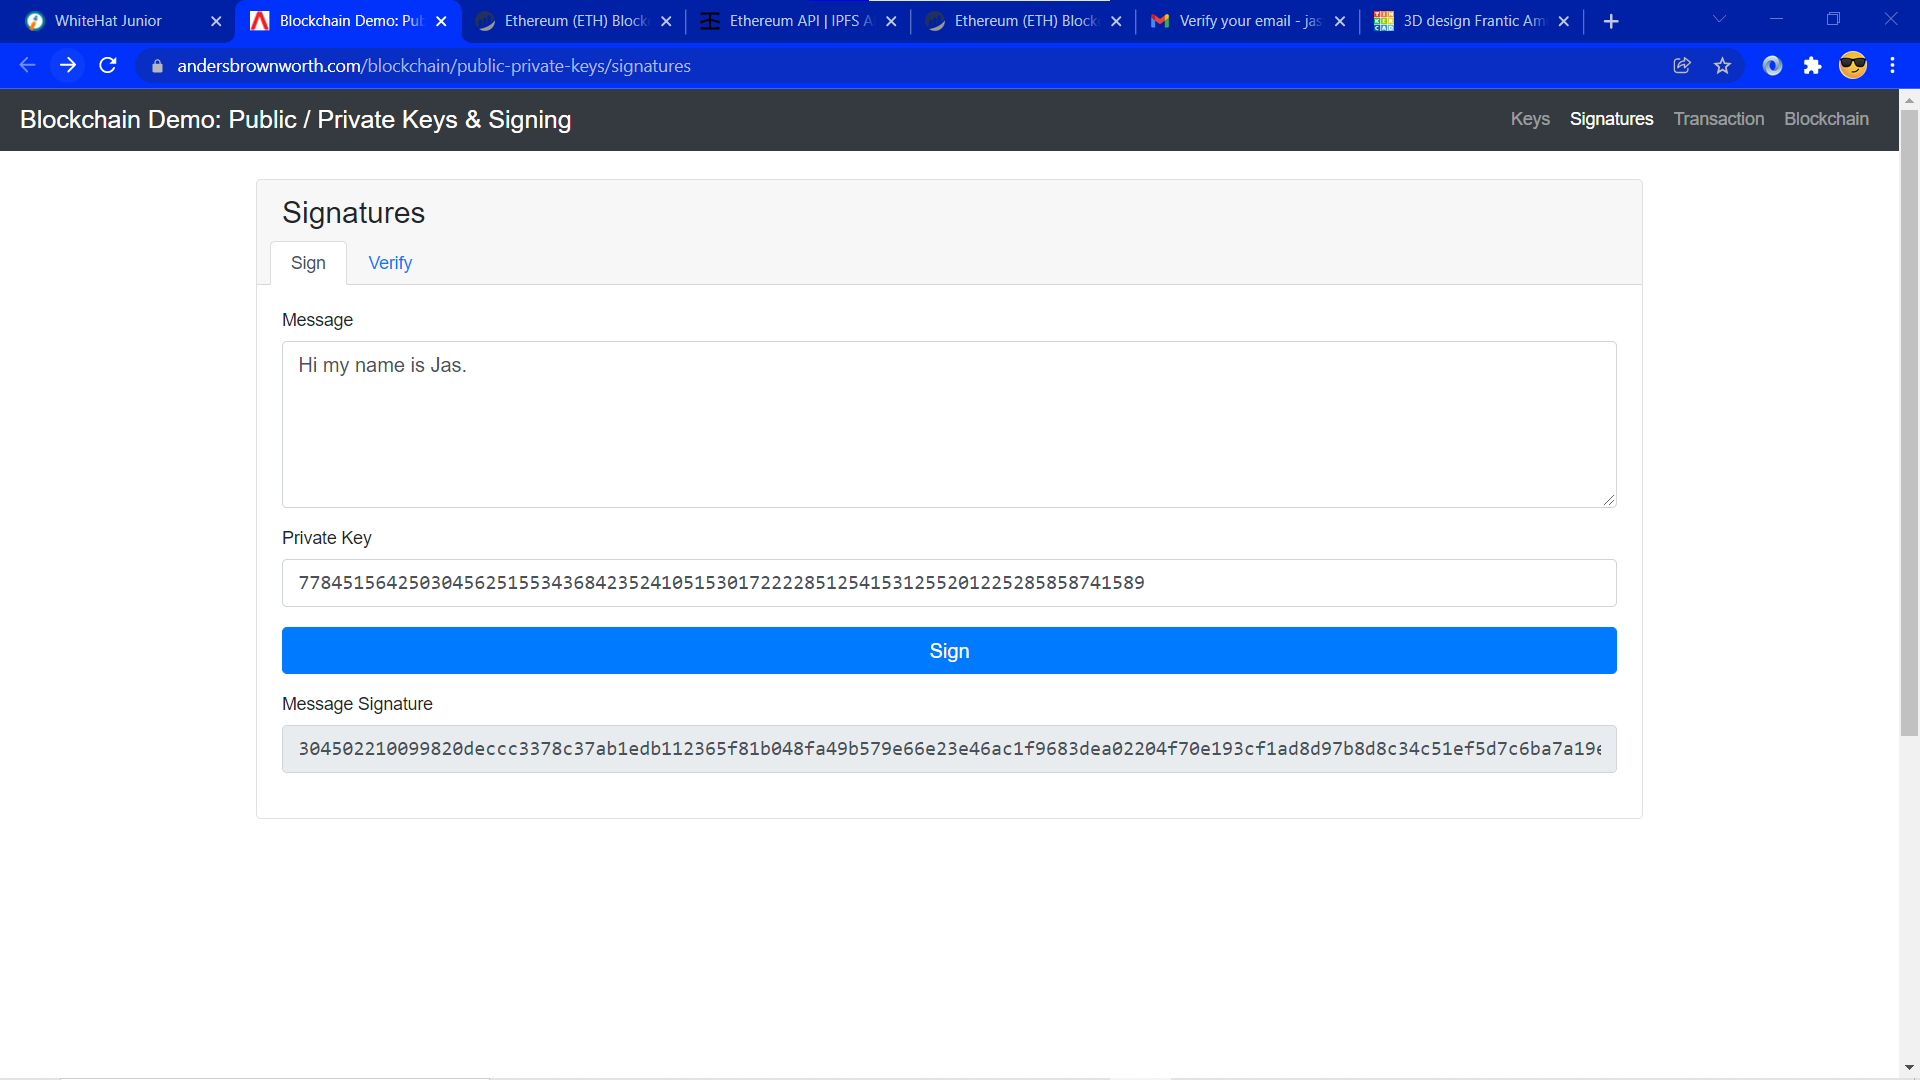 WhiteHat Junior
Blockchain Demo: Pub
Ethereum (ETH) Block
Ethereum API | IPFS A
Ethereum (ETH) Block
Verify your email - jas
3D design Frantic Am
andersbrownworth.com/blockchain/public-private-keys/signatures
Blockchain Demo: Public / Private Keys & Signing
Keys
Signatures
Transaction
Blockchain
Signatures
Sign
Verify
Message
Hi my name is Jas.
Private Key
77845156425030456251553436842352410515301722228512541531255201225285858741589
Sign
Message Signature
304502210099820deccc3378c37ab1edb112365f81b048fa49b579e66e23e46ac1f9683dea02204f70e193cf1ad8d97b8d8c34c51ef5d7c6ba7a19e